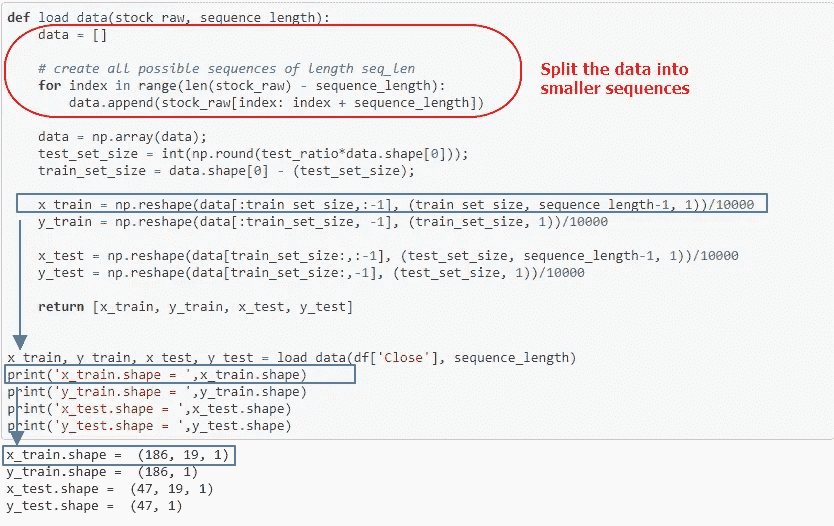 def load_data(stock_raw, sequence_length):
data = []
# create all possible sequences of length seq_len
for index in range(len(stock_raw) - sequence_length):
data.append(stock_raw[index: index + sequence_length])
Split the data into
smaller sequences
data = np.array(data);
test_set_size = int(np.round(test_ratio*data.shape[0]));
train_set_size = data.shape[0] - (test_set_size);
x_train = np.reshape(data[:train_set_size,:-1], (train_set_size, sequence_length-1, 1))/10000
y_train = np.reshape(data[:train_set_size, -1], (train_set_size, 1))/10000
x_test = np.reshape(data[train_set_size:,:-1], (test_set_size, sequence_length-1, 1))/10000
y_test = np.reshape(data[train_set_size:,-1], (test_set_size, 1))/10000
return [x_train, y_train, x_test, y_test]
x_train, y_train, x_test, y_test = load_data(df['Close'], sequence_length)
print('x_train.shape = ',x_train.shape)
print('y_train.shape = ',y_train.shape)
print('x_test.shape = ',x_test.shape)
print('y_test.shape = ',y_test.shape)
x_train.shape =  (186, 19, 1)
y_train.shape =  (186, 1)
x_test.shape =  (47, 19, 1)
y_test.shape =  (47, 1)